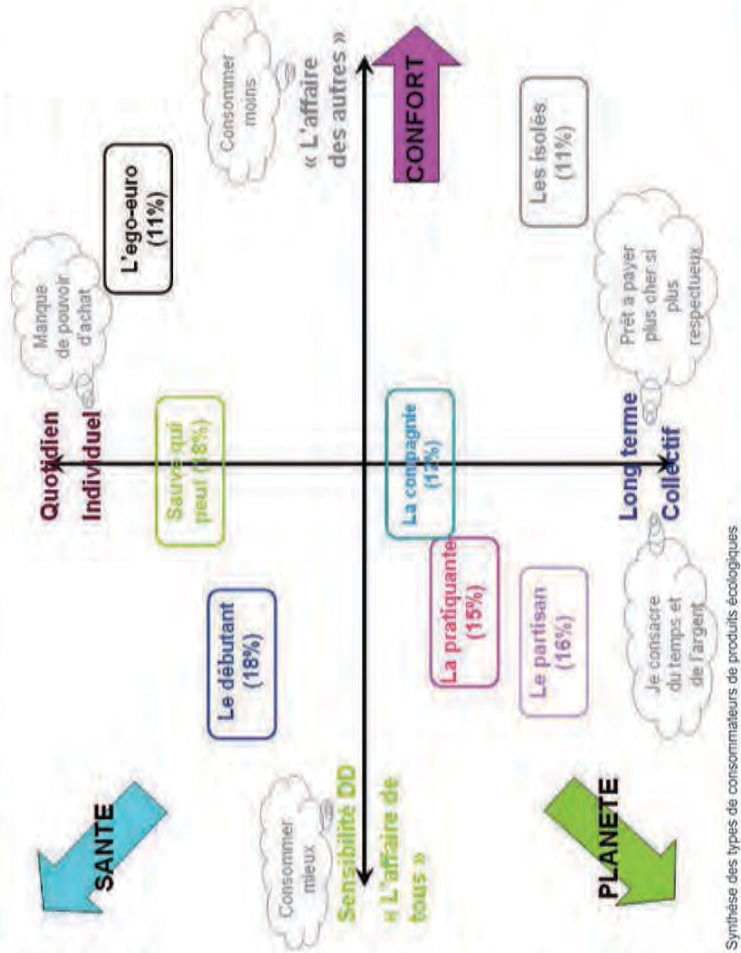 SANTE
Quotidien
Individuel
Manque
de pouvoir
d'achat
L'ego-euro
(11%)
Sauve qui
peut (18%)
Le débutant
(18%)
Consommer
mieux
Consommer
moins
Sensibilité DD
« L'affaire de
tous »
« L'affaire
des autres »
La compagnie
CONFORT
La pratiquante
(15%)
Le partisan
(16%)
Les isolés
(11%)
PLANETE
Je consacre
du temps et
de l'argent
Long terme
Collectif
Prêt à payer
plus cher si
plus
respectueux
Synthèse des types de consommateurs de produits écologiques